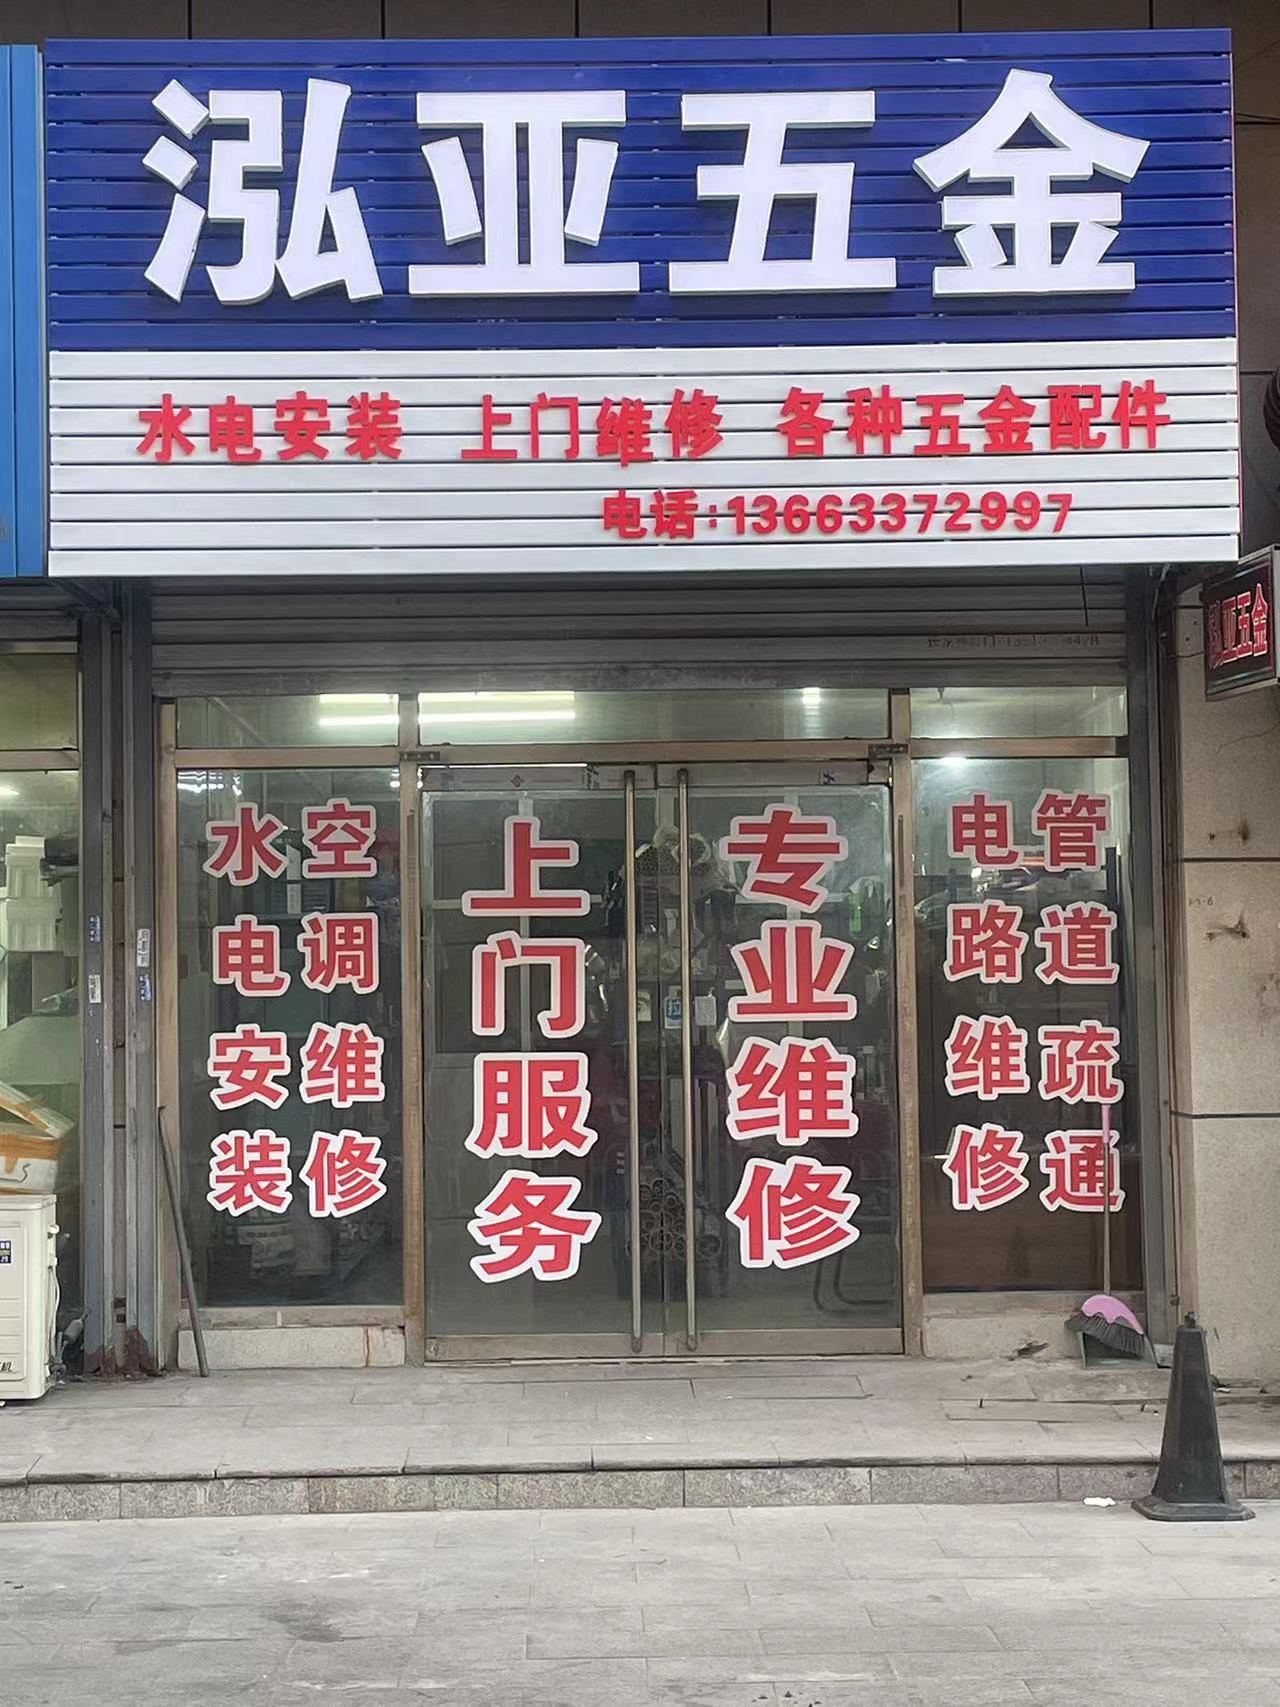 泓亚五金
水电安装 上门维修 各种五金配件
电话:13663372997
泓亚五金
水电安装
空调维修
上门服务
专业维修
电路维修
管道疏通